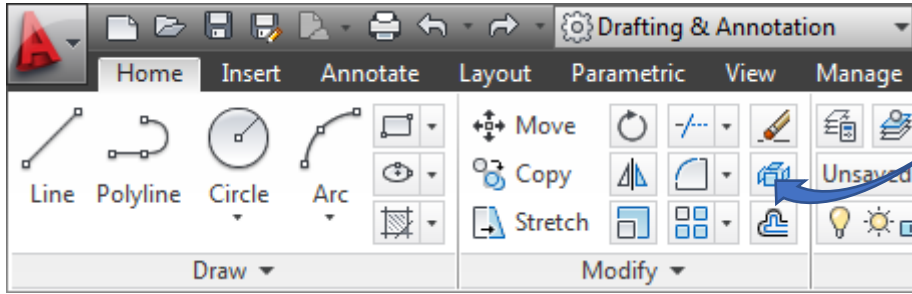 Drafting & Annotation
Home Insert Annotate Layout Parametric View Manage
Move
Copy
Unsaved
Line Polyline Circle Arc
Stretch
Draw Modify